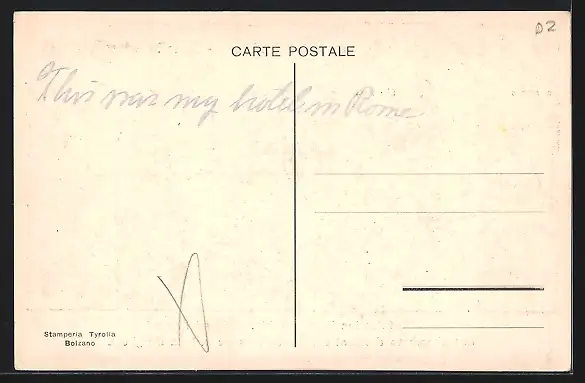 D2
CARTE POSTALE
This was my hotel in Rome
Stamperia Tyrolia
Bolzano